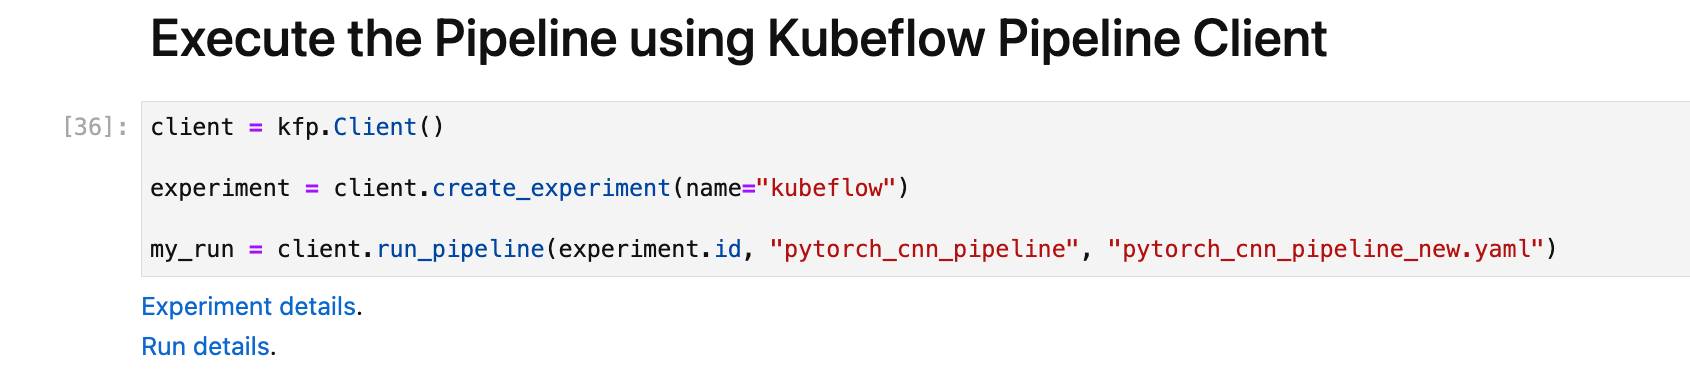 Execute the Pipeline using Kubeflow Pipeline Client
[36]: client = kfp.Client()
experiment = client.create_experiment(name="kubeflow")
my_run = client.run_pipeline(experiment.id, "pytorch_cnn_pipeline", "pytorch_cnn_pipeline_new.yaml")
Experiment details.
Run details.